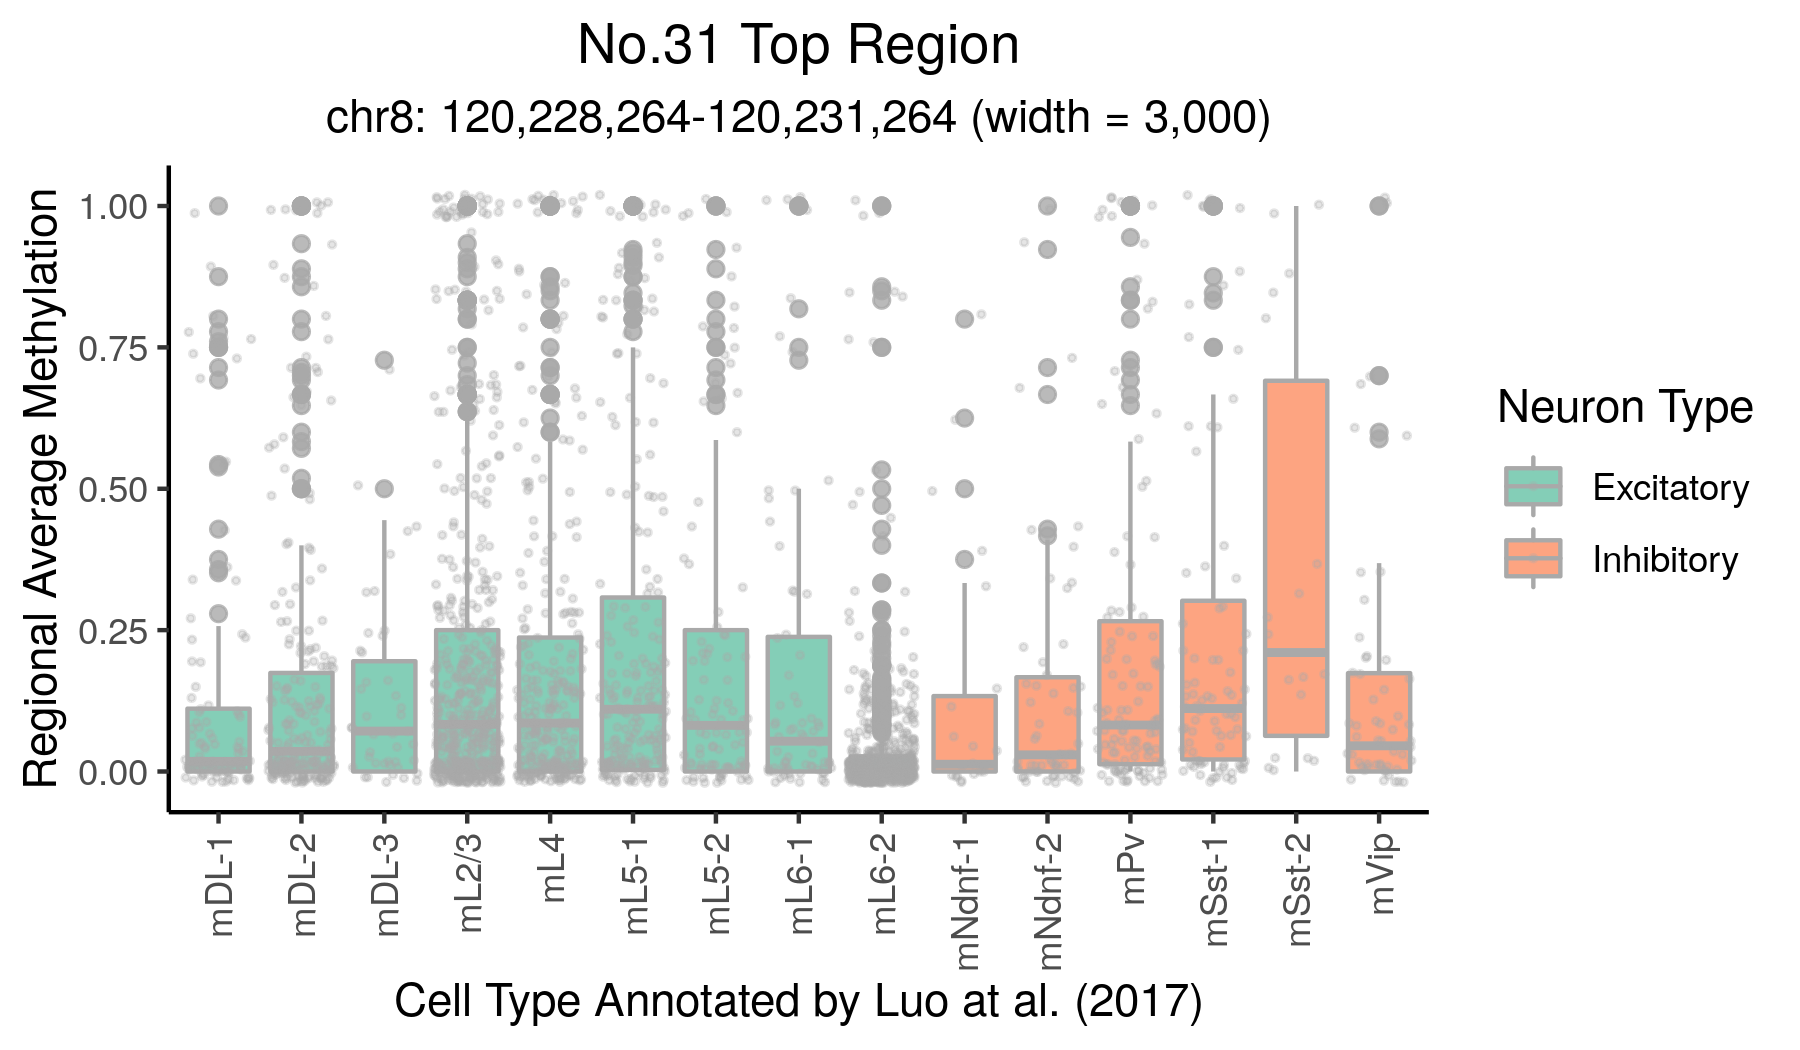 No.31 Top Region
chr8: 120,228,264-120,231,264 (width = 3,000)
Regional Average Methylation
1.00
0.75
0.50
0.25
0.00
mDL-1
mDL-2
mDL-3
mL2/3
mL4
mL5-1
mL5-2
mL6-1
mL6-2
mNdnf-1
mNdnf-2
mPv
mSst-1
mSst-2
mVip
Cell Type Annotated by Luo at al. (2017)
Neuron Type
Excitatory
Inhibitory